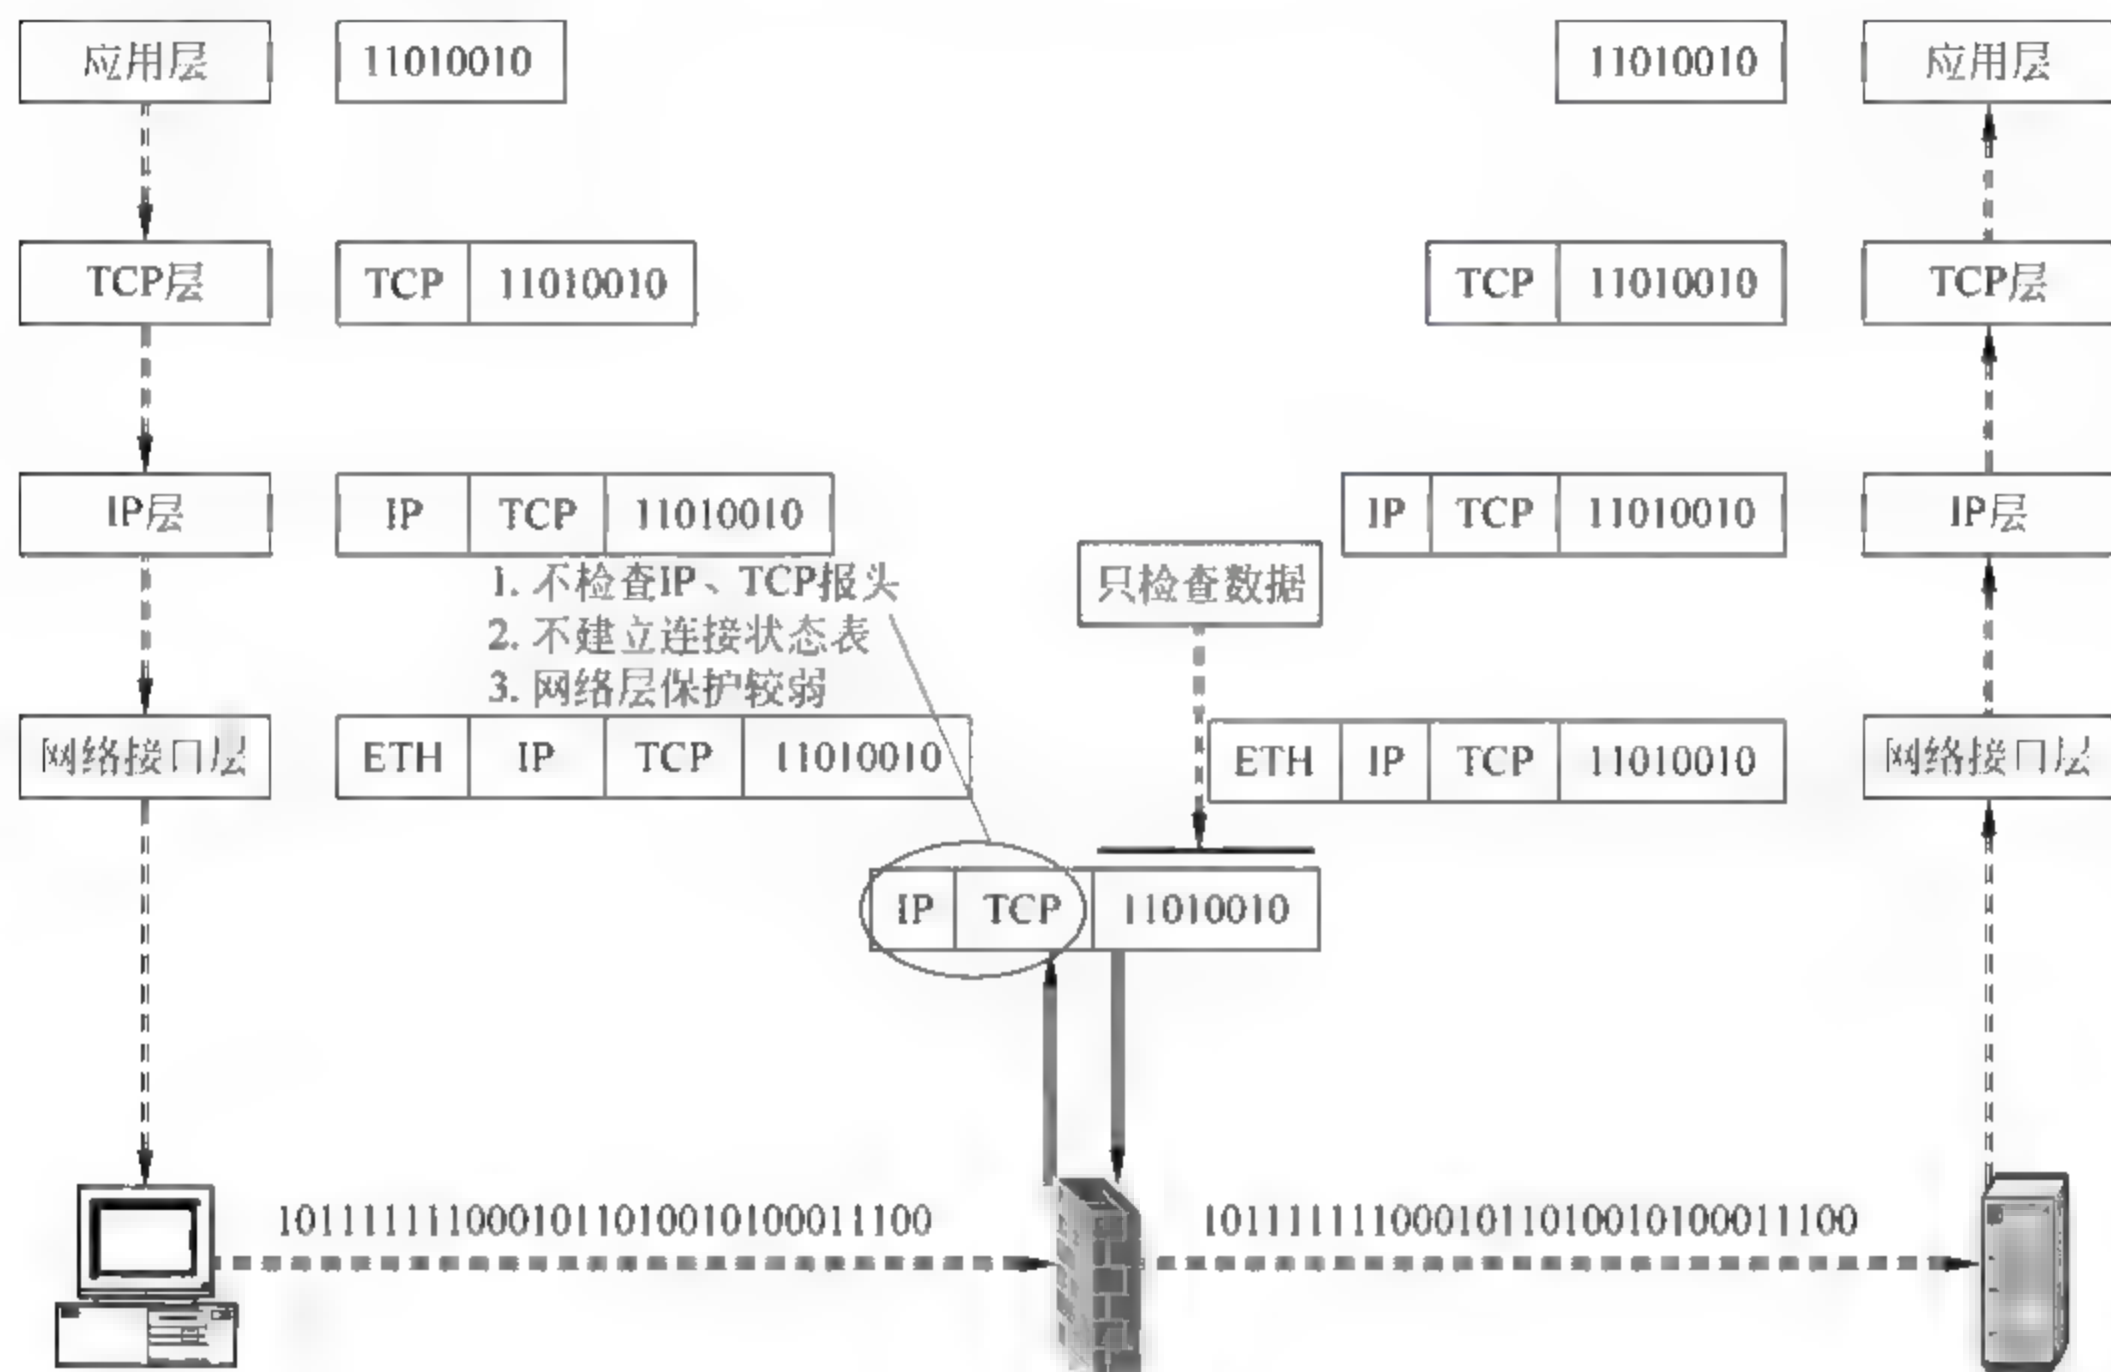 应用层 11010010 11010010 应用层
TCP层 TCP 11010010 TCP 11010010 TCP层
IP层 IP TCP 11010010 IP TCP 11010010 IP层
1. 不检查IP、TCP报头
2. 不建立连接状态表
3. 网络层保护较弱
只检查数据
网络接口层 ETH IP TCP 11010010 ETH IP TCP 11010010 网络接口层
IP TCP 11010010
101111111100010110100101000111​00 10111111110001011010010100011100